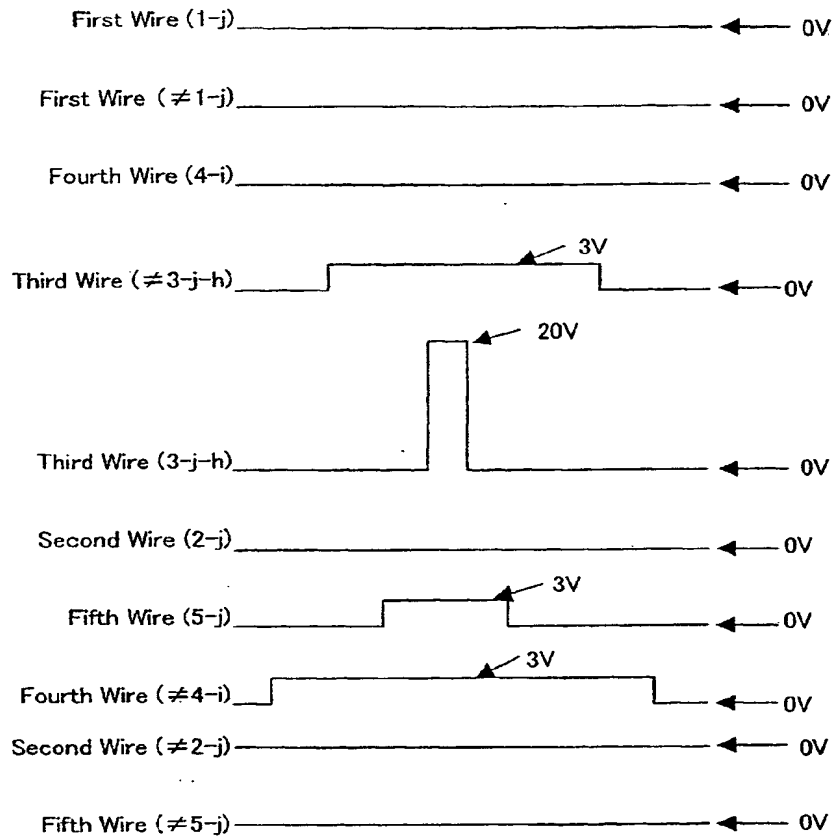 First Wire (1-j) 0V
First Wire (≠1-j) 0V
Fourth Wire (4-i) 0V
3V
Third Wire (≠3-j-h) 0V
20V
Third Wire (3-j-h) 0V
Second Wire (2-j) 0V
3V
Fifth Wire (5-j) 0V
3V
Fourth Wire (≠4-i) 0V
Second Wire (≠2-j) 0V
Fifth Wire (≠5-j) 0V